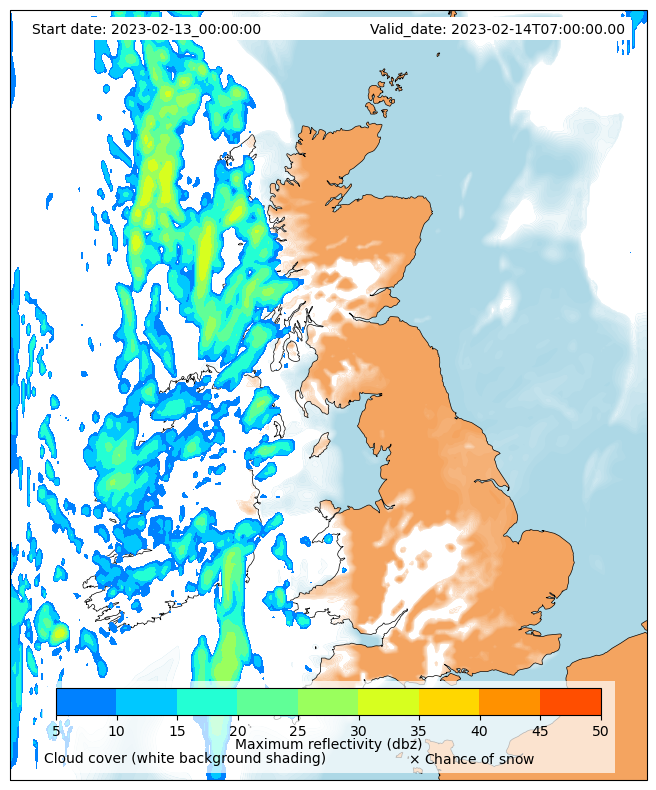 Start date: 2023-02-13_00:00:00 Valid_date: 2023-02-14T07:00:00.00
5 10 15 20 25 30 35 40 45 50
Maximum reflectivity (dbz)
Cloud cover (white background shading) × Chance of snow